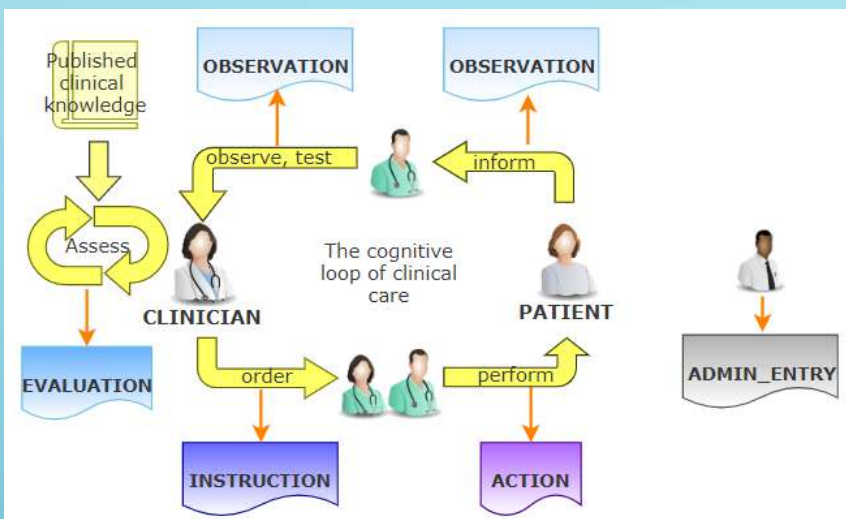 Published
clinical
knowledge
OBSERVATION
OBSERVATION
observe, test
inform
Assess
The cognitive
loop of clinical
care
CLINICIAN
PATIENT
EVALUATION
order
perform
ADMIN_ENTRY
INSTRUCTION
ACTION